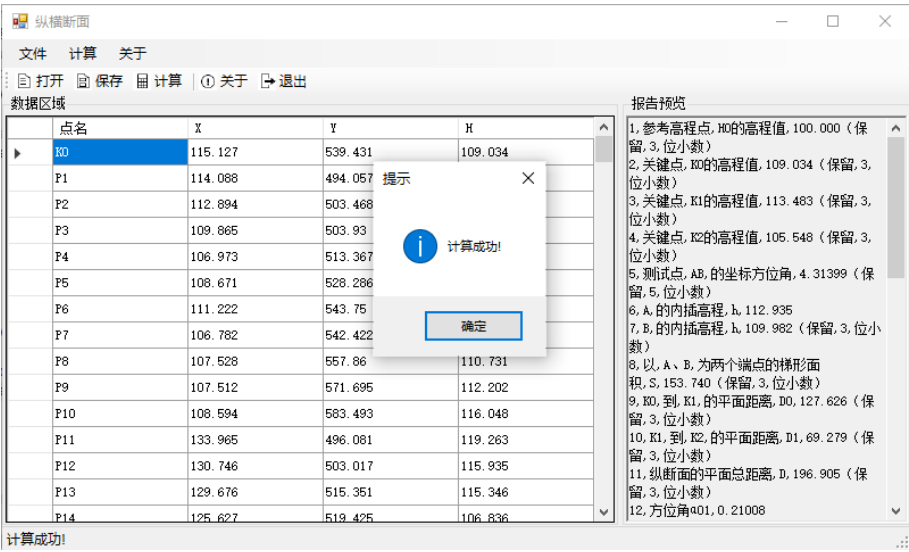 纵横断面
文件 计算 关于
打开 保存 计算 关于 退出
数据区域
点名 X Y H
K0 115.127 539.431 109.034
P1 114.088 494.057
P2 112.894 503.468
P3 109.865 503.93
P4 106.973 513.367
P5 108.671 528.286
P6 111.222 543.75
P7 106.782 542.422
P8 107.528 557.86 110.731
P9 107.512 571.695 112.202
P10 108.594 583.493 116.048
P11 133.965 496.081 119.263
P12 130.746 503.017 115.935
P13 129.676 515.351 115.346
P14 125.627 519.425 106.836
提示
计算成功!
确定
报告预览
1,参考高程点,H0的高程值,100.000（保
留,3,位小数）
2,关键点,K0的高程值,109.034（保留,3,
位小数）
3,关键点,K1的高程值,113.483（保留,3,
位小数）
4,关键点,K2的高程值,105.548（保留,3,
位小数）
5,测试点,AB,的坐标方位角,4.31399（保
留,5,位小数）
6,A,的内插高程,h,112.935
7,B,的内插高程,h,109.982（保留,3,位小
数）
8,以,A、B,为两个端点的梯形面
积,S,153.740（保留,3,位小数）
9,K0,到,K1,的平面距离,D0,127.626（保
留,3,位小数）
10,K1,到,K2,的平面距离,D1,69.279（保
留,3,位小数）
11,纵断面的平面总距离,D,196.905（保
留,3,位小数）
12,方位角α01,0.21008
计算成功!